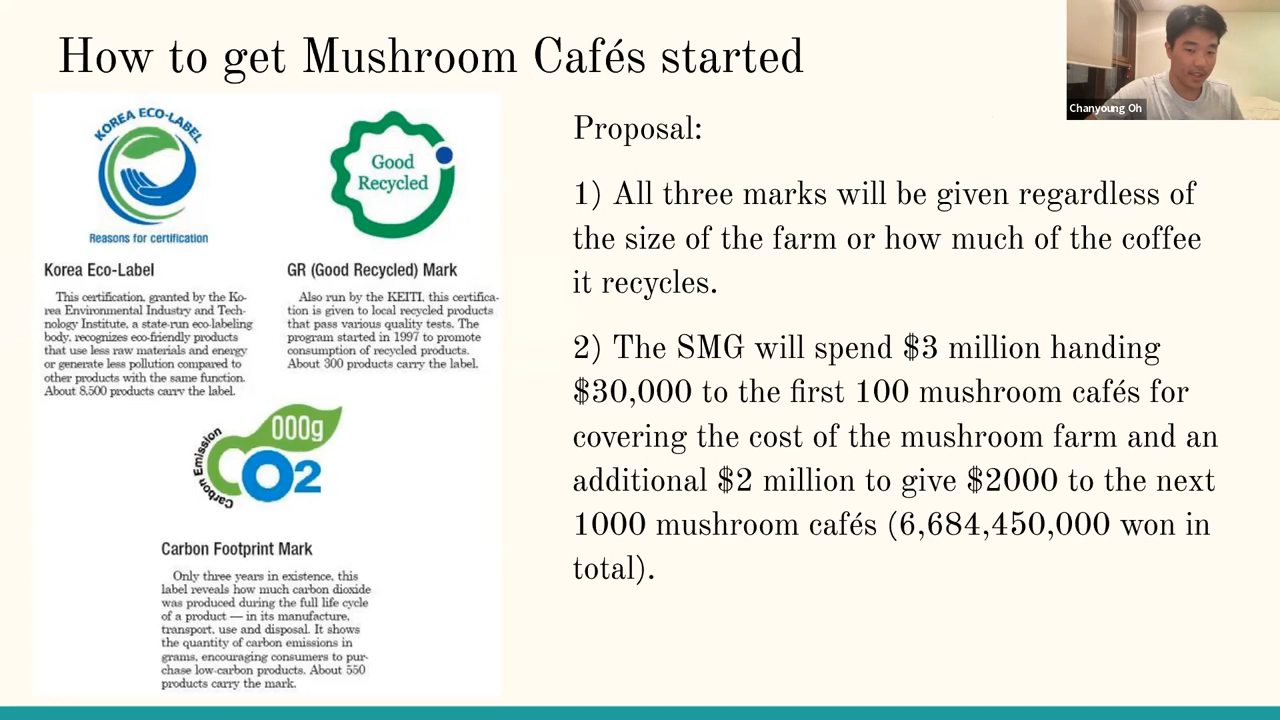 How to get Mushroom Cafés started
Chanyoung Oh
KOREA ECO-LABEL
Reasons for certification
Good
Recycled
Korea Eco-Label
This certification, granted by the Ko-
rea Environmental Industry and Tech-
nology Institute, a state-run eco-labeling
body, recognizes eco-friendly products
that use less raw materials and energy
or generate less pollution compared to
other products with the same function.
About 8,500 products carry the label.
GR (Good Recycled) Mark
Also run by the KEITI, this certifica-
tion is given to local recycled products
that pass various quality tests. The
program started in 1997 to promote
consumption of recycled products.
About 300 products carry the label.
Carbon Emission
000g
CO2
Carbon
Carbon Footprint Mark
Only three years in existence, this
label reveals how much carbon dioxide
was produced during the full life cycle
of a product — in its manufacture,
transport, use and disposal. It shows
the quantity of carbon emissions in
grams, encouraging consumers to pur-
chase low-carbon products. About 550
products carry the mark.
Proposal:
1) All three marks will be given regardless of
the size of the farm or how much of the coffee
it recycles.
2) The SMG will spend $3 million handing
$30,000 to the first 100 mushroom cafés for
covering the cost of the mushroom farm and an
additional $2 million to give $2000 to the next
1000 mushroom cafés (6,684,450,000 won in
total).